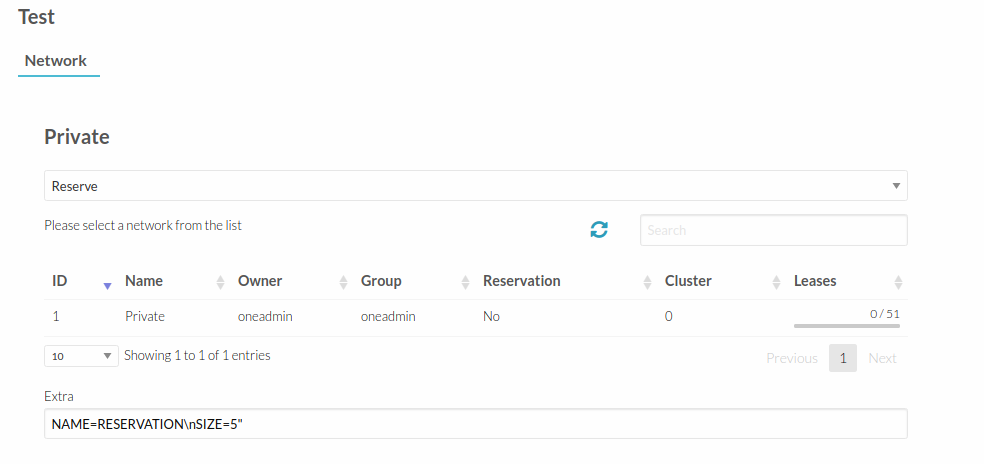 Test
Network
Private
Reserve
Please select a network from the list
Search
ID Name Owner Group Reservation Cluster Leases
1 Private oneadmin oneadmin No 0 0 / 51
10 Showing 1 to 1 of 1 entries Previous 1 Next
Extra
NAME=RESERVATION\\nSIZE=5"